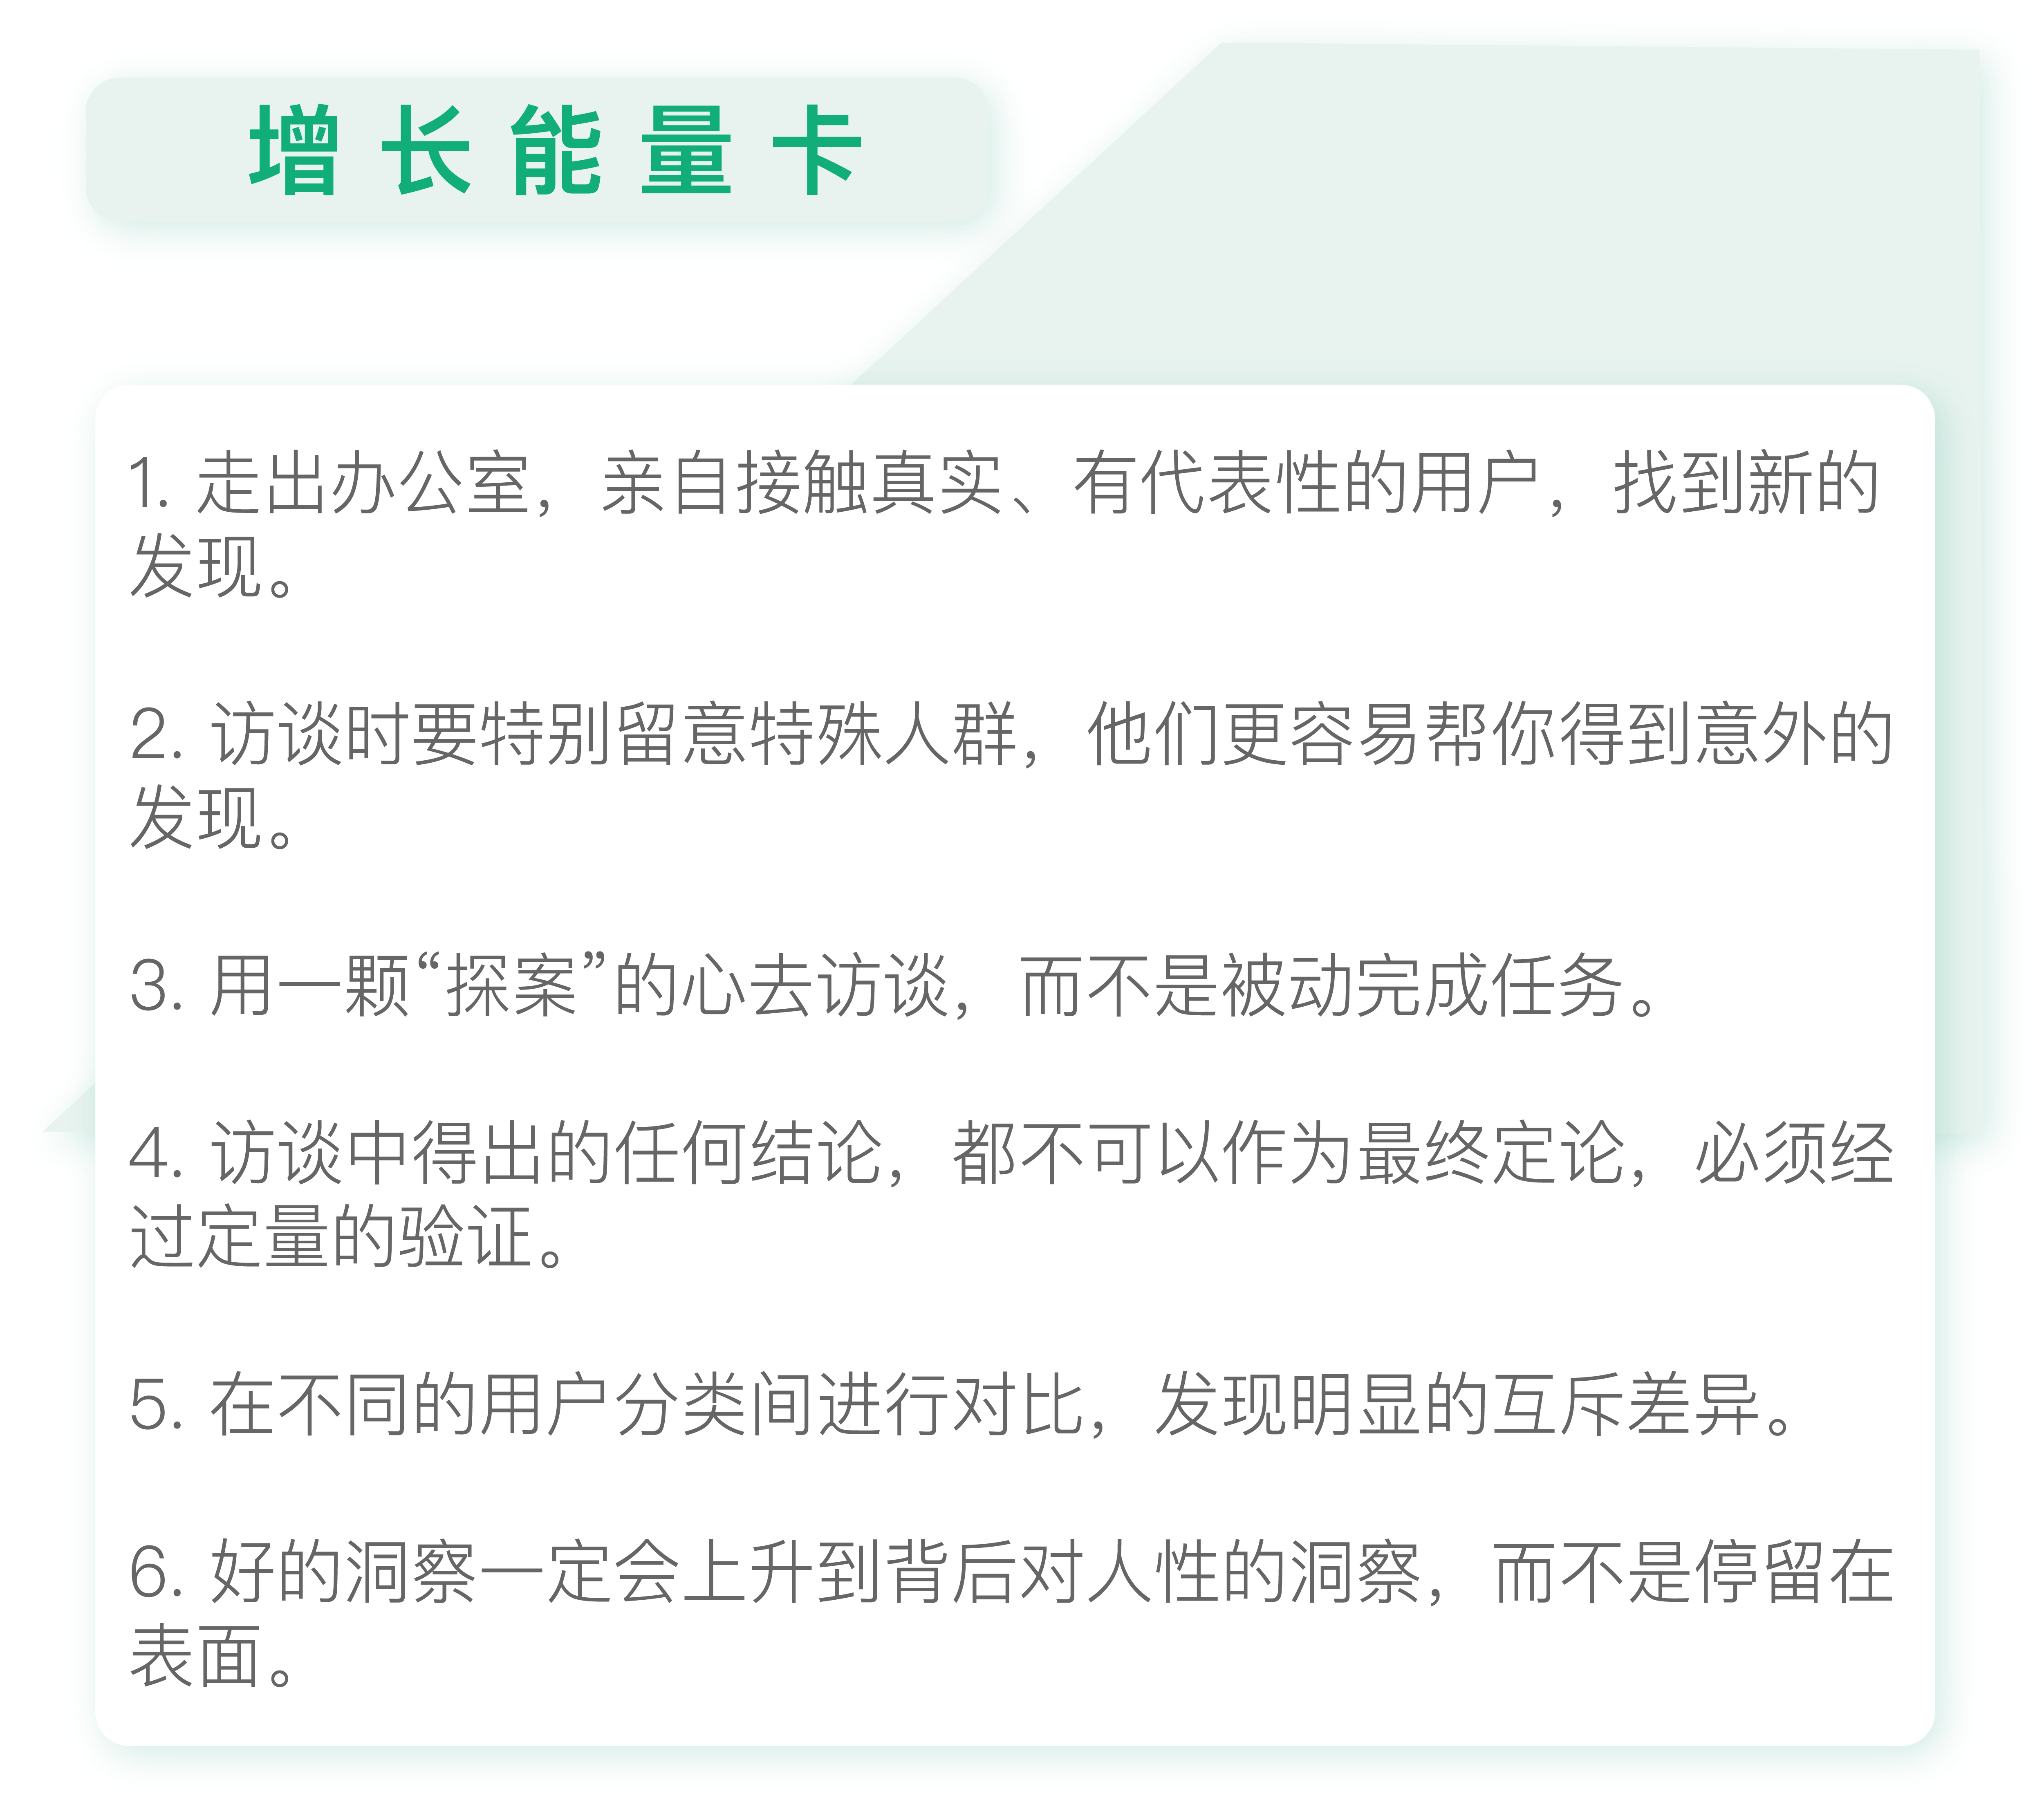 增长能量卡
1. 走出办公室，亲自接触真实、有代表性的用户，找到新的
发现。
2. 访谈时要特别留意特殊人群，他们更容易帮你得到意外的
发现。
3. 用一颗“探案”的心去访谈，而不是被动完成任务。
4. 访谈中得出的任何结论，都不可以作为最终定论，必须经
过定量的验证。
5. 在不同的用户分类间进行对比，发现明显的互斥差异。
6. 好的洞察一定会上升到背后对人性的洞察，而不是停留在
表面。